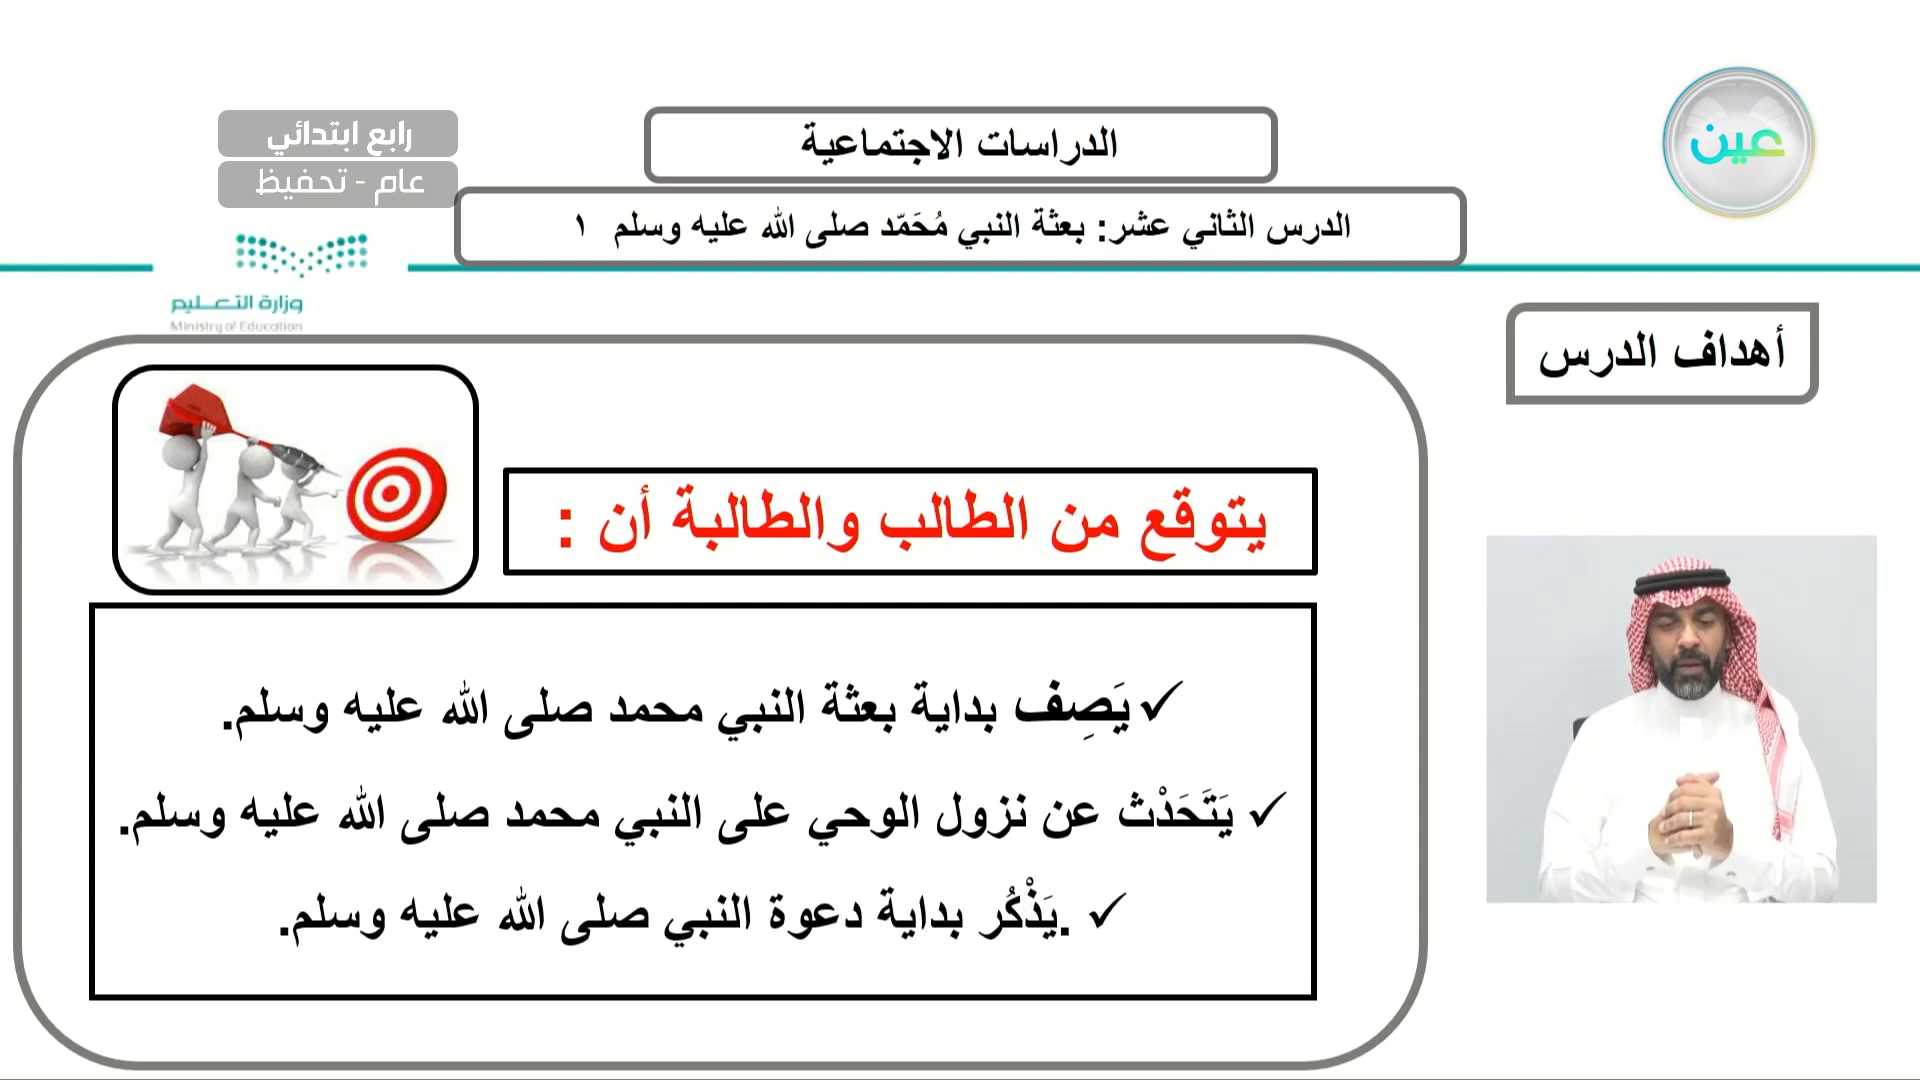 رابع ابتدائي
عام - تحفيظ
الدراسات الاجتماعية
عين
الدرس الثاني عشر: بعثة النبي مُحَمّد صلى الله عليه وسلم ١
وزارة التعليم
Ministry of Education
أهداف الدرس
يتوقع من الطالب والطالبة أن :
✓ يَصِف بداية بعثة النبي محمد صلى الله عليه وسلم.
✓ يَتَحَدْث عن نزول الوحي على النبي محمد صلى الله عليه وسلم.
✓ .يَذْكُر بداية دعوة النبي صلى الله عليه وسلم.